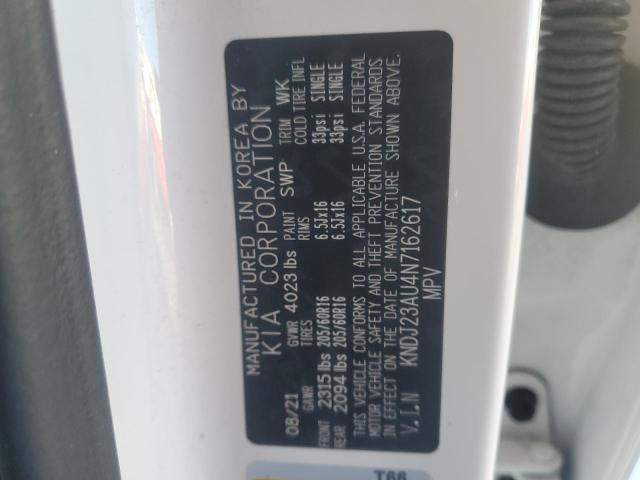 MANUFACTURED IN KOREA BY
KIA CORPORATION
08/21 GVWR 4023 lbs PAINT SWP TRIM WK
GAWR TIRES RIMS COLD TIRE INFL
FRONT 2315 lbs 205/60R16 6.5Jx16 33psi SINGLE
REAR 2094 lbs 205/60R16 6.5Jx16 33psi SINGLE
THIS VEHICLE CONFORMS TO ALL APPLICABLE U.S.A. FEDERAL
MOTOR VEHICLE SAFETY AND THEFT PREVENTION STANDARDS
IN EFFECT ON THE DATE OF MANUFACTURE SHOWN ABOVE.
V.I.N KNDJ23AU4N7162617
MPV
T66